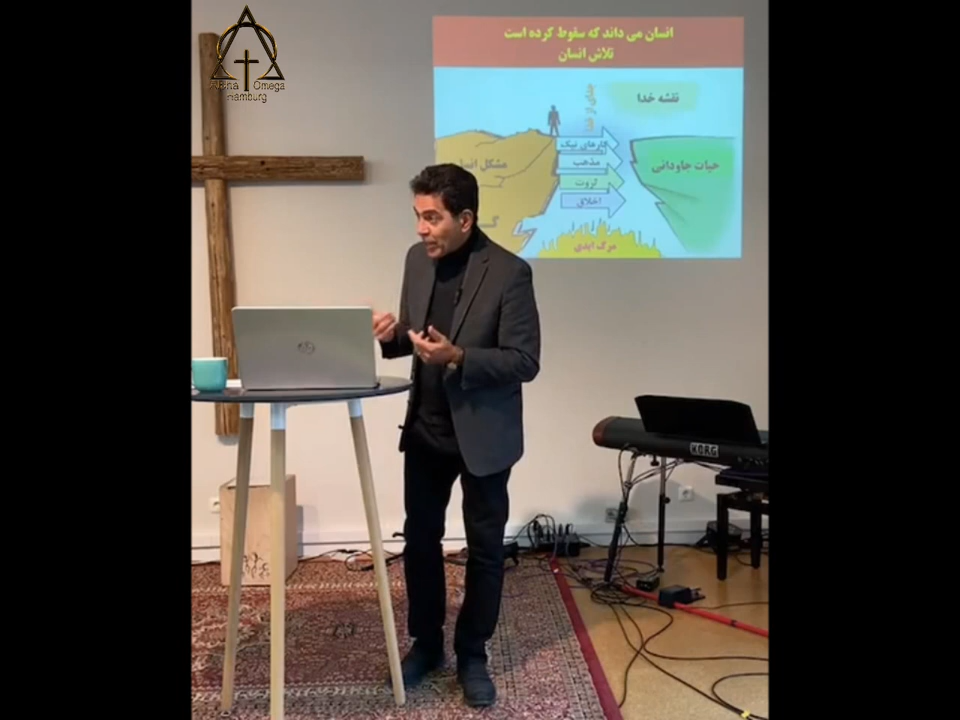 Alpha Omega
Hamburg
انسان می داند که سقوط کرده است
تلاش انسان
نقشه خدا
کارهای نیک
مذهب
ثروت
اخلاق
مشکل
حیات جاودانی
مرگ ابدی
KORG